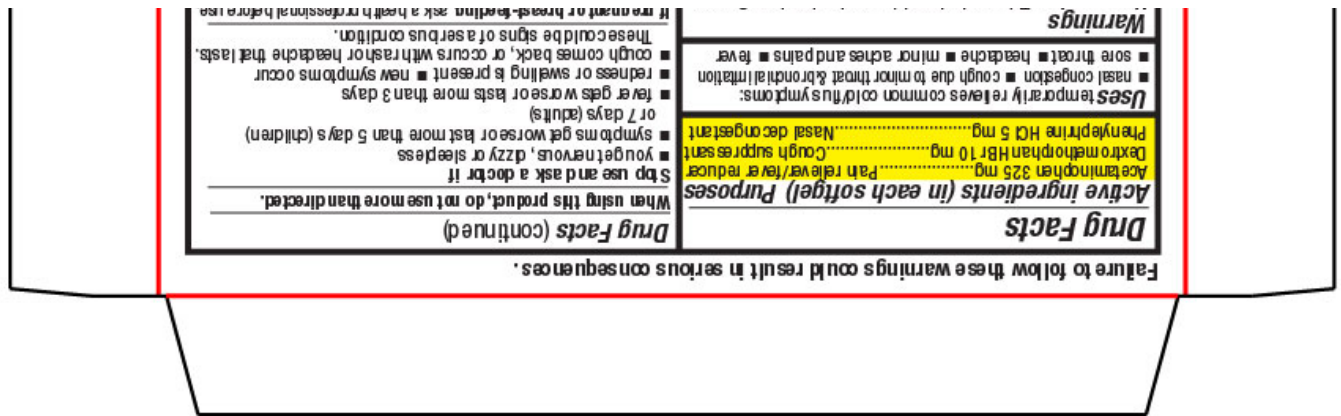 Failure to follow these warnings could result in serious consequences.
Drug Facts
Active ingredients (in each softgel) Purposes
Acetaminophen 325 mg....................Pain reliever/fever reducer
Dextromethorphan HBr 10 mg......................Cough suppressant
Phenylephrine HCl 5 mg.............................Nasal decongestant
Uses temporarily relieves common cold/flu symptoms:
■ nasal congestion ■ cough due to minor throat & bronchial irritation
■ sore throat ■ headache ■ minor aches and pains ■ fever
Warnings
Drug Facts (continued)
When using this product, do not use more than directed.
Stop use and ask a doctor if
■ you get nervous, dizzy or sleepless
■ symptoms get worse or last more than 5 days (children)
or 7 days (adults)
■ fever gets worse or lasts more than 3 days
■ redness or swelling is present ■ new symptoms occur
■ cough comes back, or occurs with rash or headache that lasts.
These could be signs of a serious condition.
If pregnant or breast-feeding ask a health professional before use